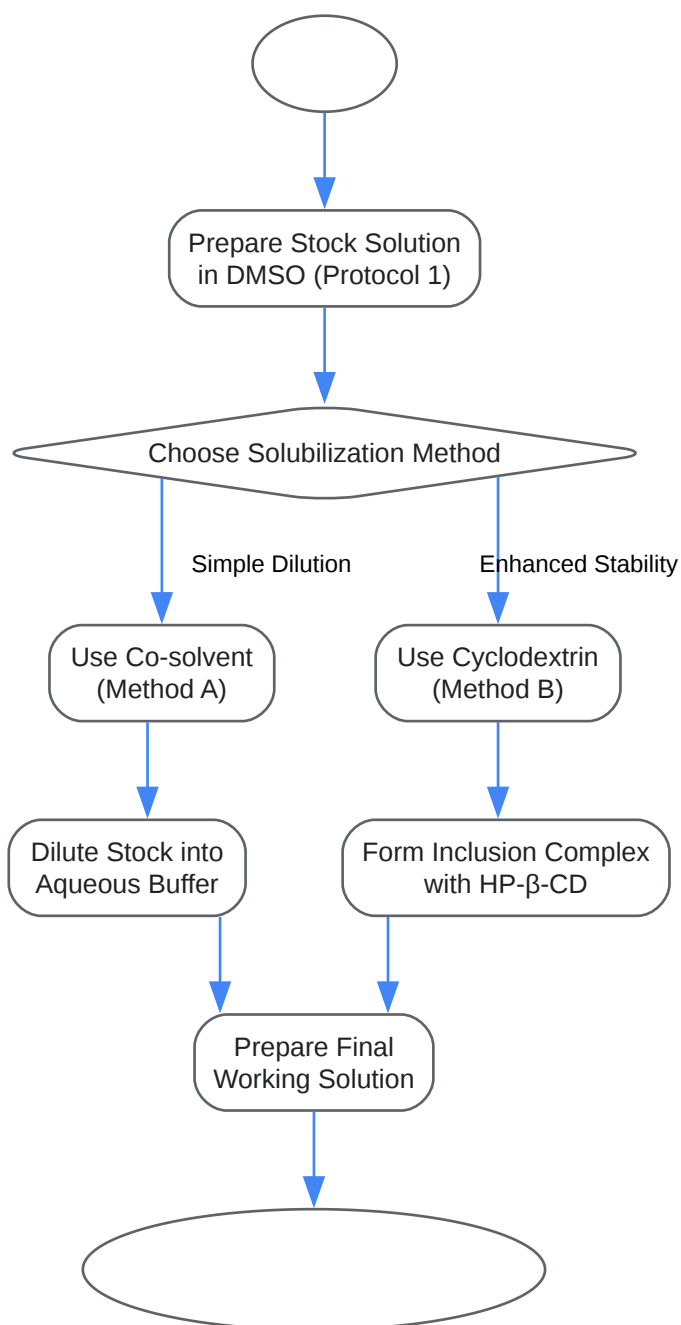 Prepare Stock Solution
in DMSO (Protocol 1)
Choose Solubilization Method
Simple Dilution
Enhanced Stability
Use Co-solvent
(Method A)
Use Cyclodextrin
(Method B)
Dilute Stock into
Aqueous Buffer
Form Inclusion Complex
with HP-β-CD
Prepare Final
Working Solution